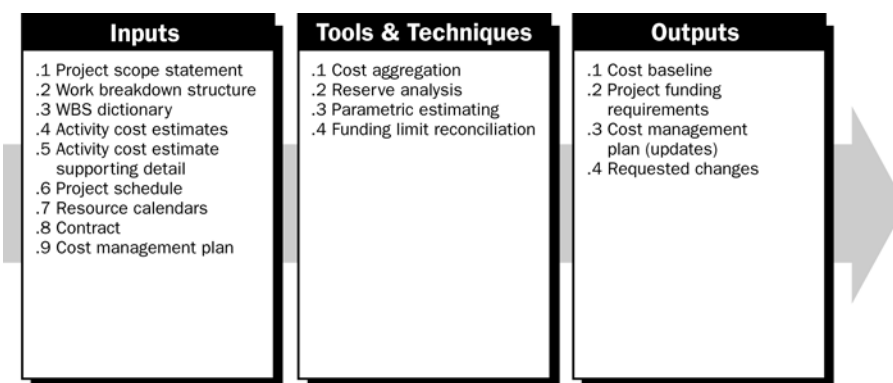 Inputs
.1 Project scope statement
.2 Work breakdown structure
.3 WBS dictionary
.4 Activity cost estimates
.5 Activity cost estimate
supporting detail
.6 Project schedule
.7 Resource calendars
.8 Contract
.9 Cost management plan
Tools & Techniques
.1 Cost aggregation
.2 Reserve analysis
.3 Parametric estimating
.4 Funding limit reconciliation
Outputs
.1 Cost baseline
.2 Project funding
requirements
.3 Cost management
plan (updates)
.4 Requested changes